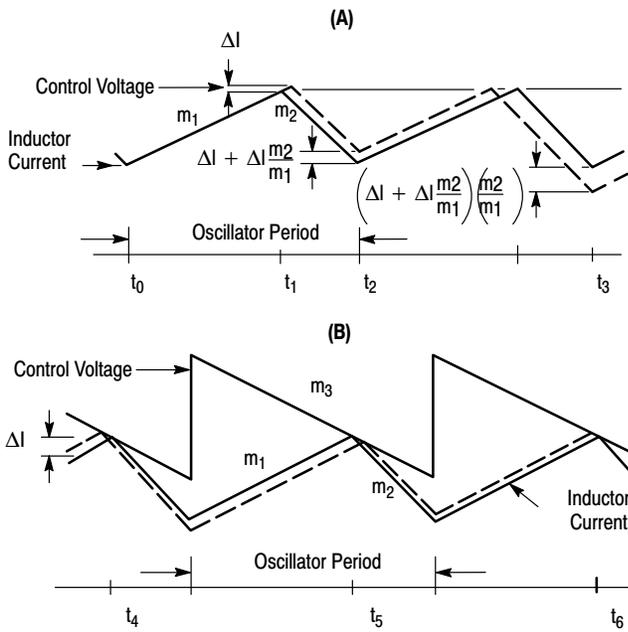 (A)
ΔI
Control Voltage
m1
m2
Inductor
Current
ΔI + ΔI m2/m1
(ΔI + ΔI m2/m1)(m2/m1)
Oscillator Period
t0 t1 t2 t3
(B)
Control Voltage
m3
ΔI
m1
m2
Inductor
Current
Oscillator Period
t4 t5 t6